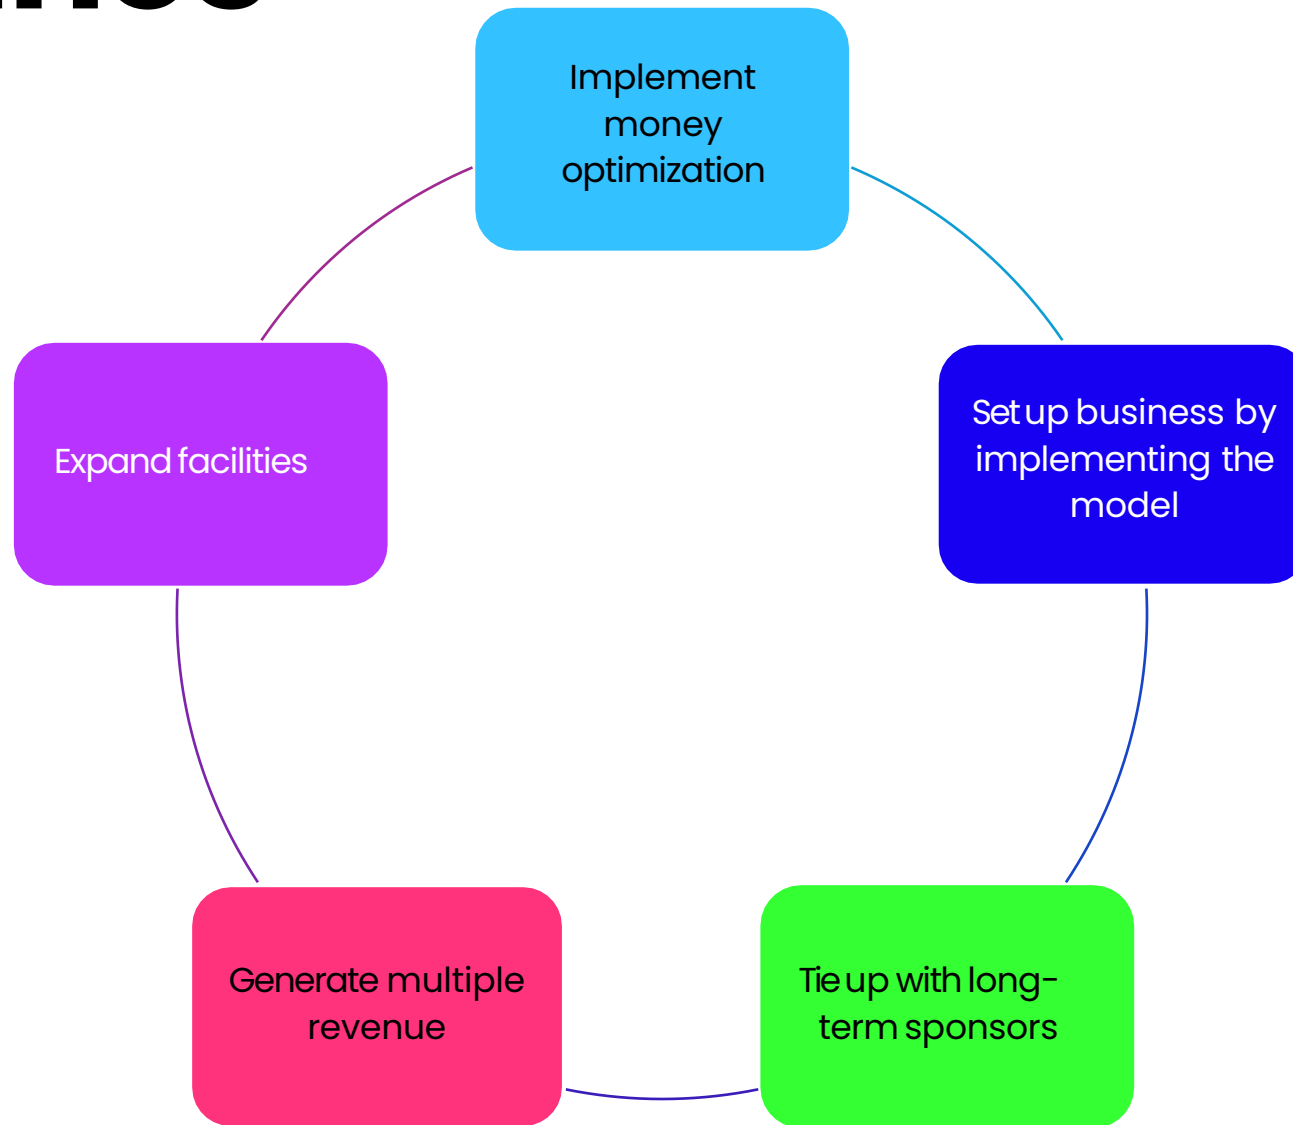 Implement
money
optimization
Set up business by
implementing the
model
Tie up with long-
term sponsors
Generate multiple
revenue
Expand facilities